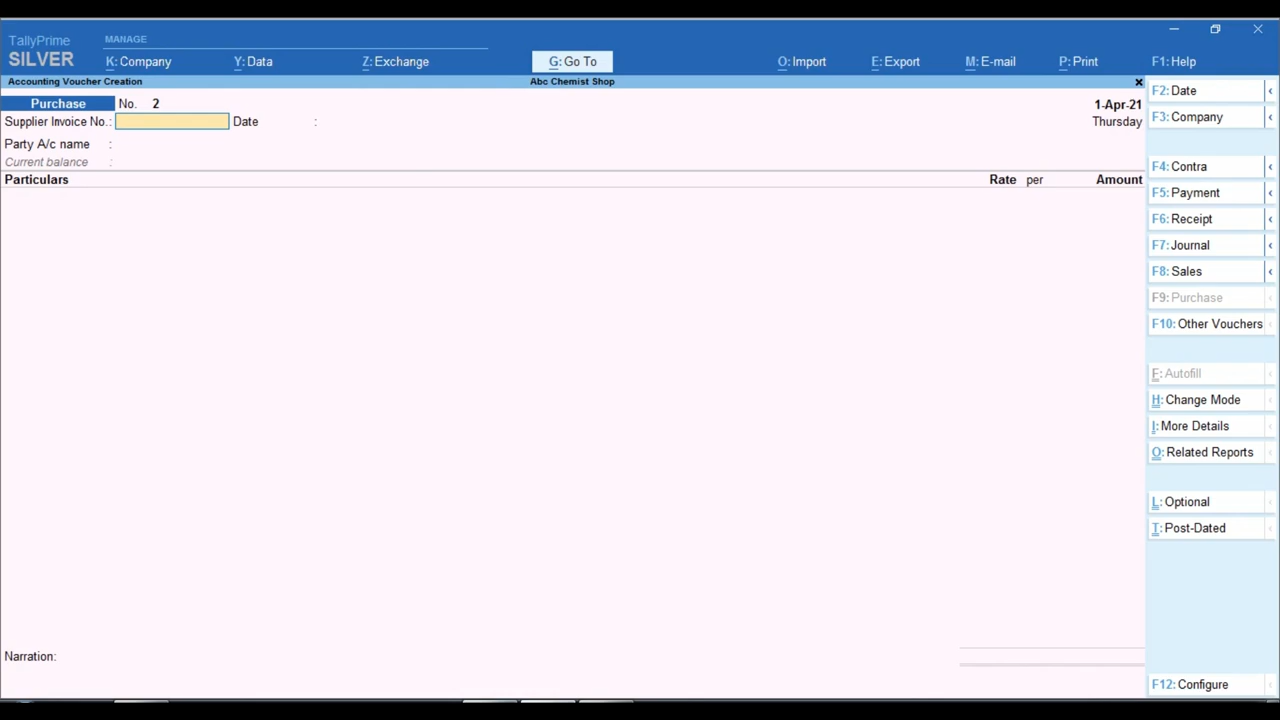 TallyPrime
SILVER
MANAGE
K: Company
Y: Data
Z: Exchange
G: Go To
O: Import
E: Export
M: E-mail
P: Print
F1: Help
Accounting Voucher Creation
Abc Chemist Shop
Purchase No. 2
1-Apr-21
Supplier Invoice No.: Date :
Thursday
Party A/c name :
Current balance :
Particulars Rate per Amount
Narration:
F2: Date
F3: Company
F4: Contra
F5: Payment
F6: Receipt
F7: Journal
F8: Sales
F9: Purchase
F10: Other Vouchers
F: Autofill
H: Change Mode
I: More Details
O: Related Reports
L: Optional
T: Post-Dated
F12: Configure